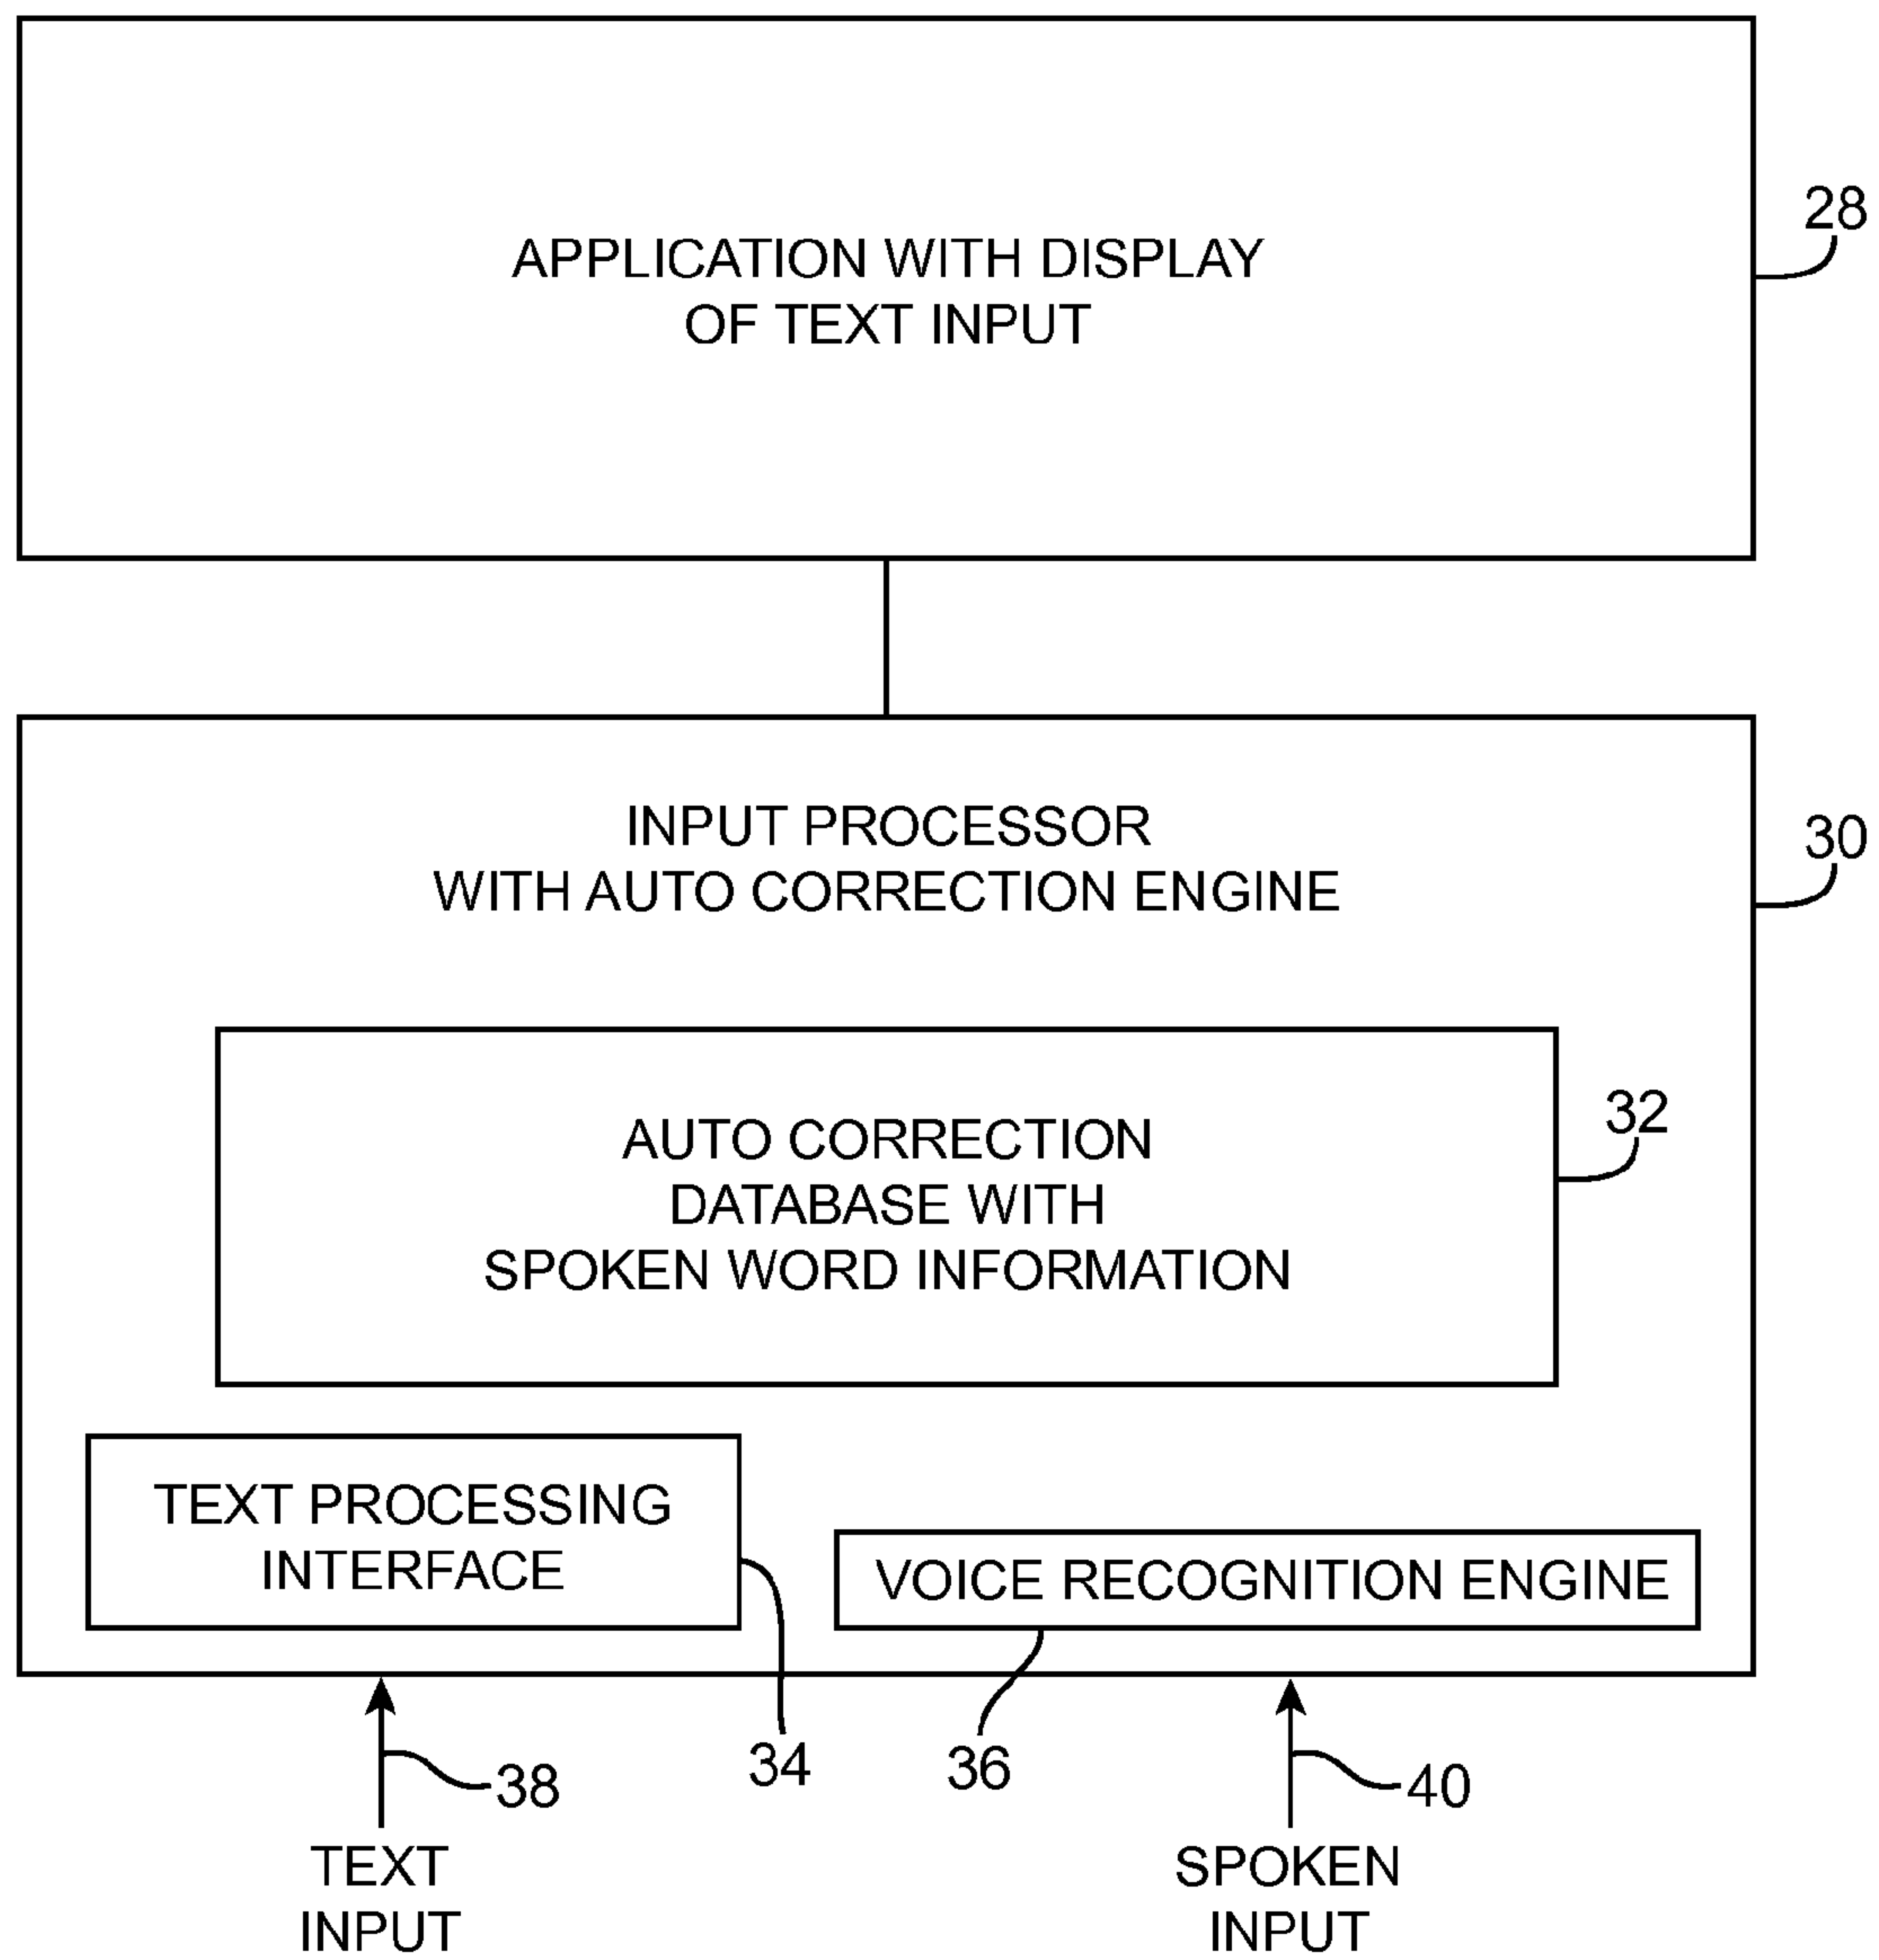 APPLICATION WITH DISPLAY
OF TEXT INPUT
28
INPUT PROCESSOR
WITH AUTO CORRECTION ENGINE
30
AUTO CORRECTION
DATABASE WITH
SPOKEN WORD INFORMATION
32
TEXT PROCESSING
INTERFACE
VOICE RECOGNITION ENGINE
34
36
38
40
TEXT
INPUT
SPOKEN
INPUT